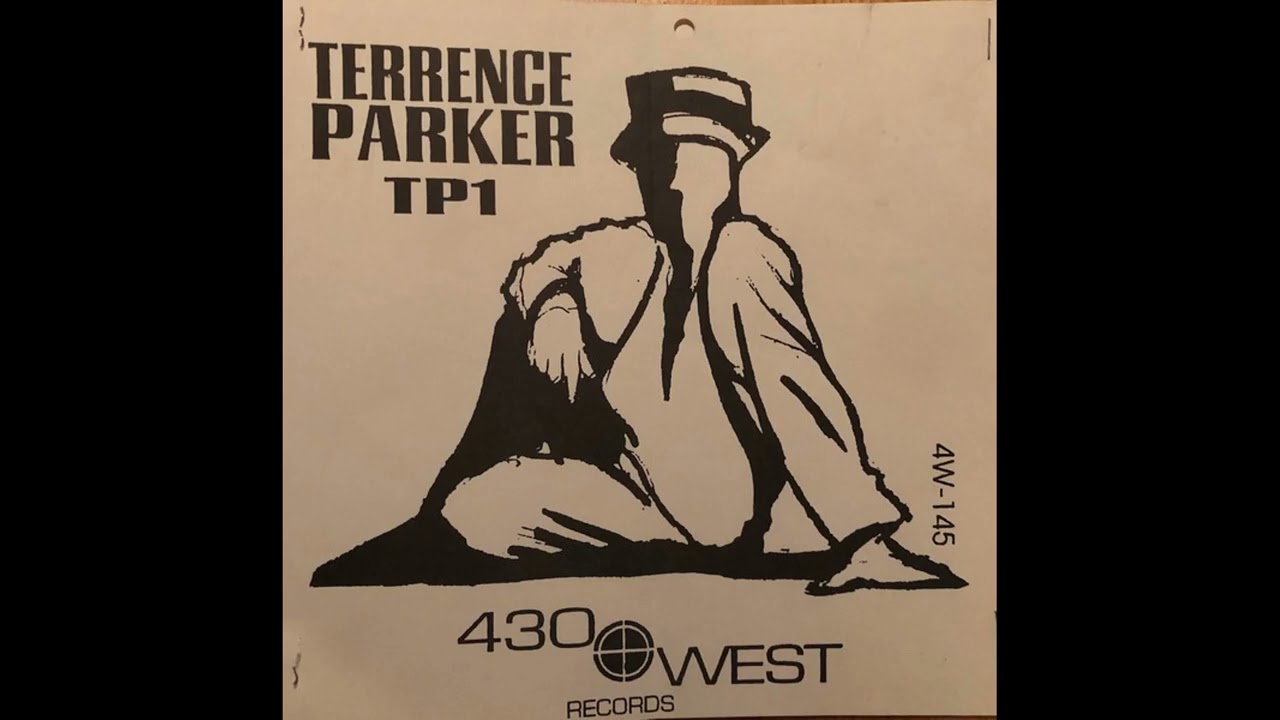 TERRENCE
PARKER
TP1
4W-145
430 WEST
RECORDS